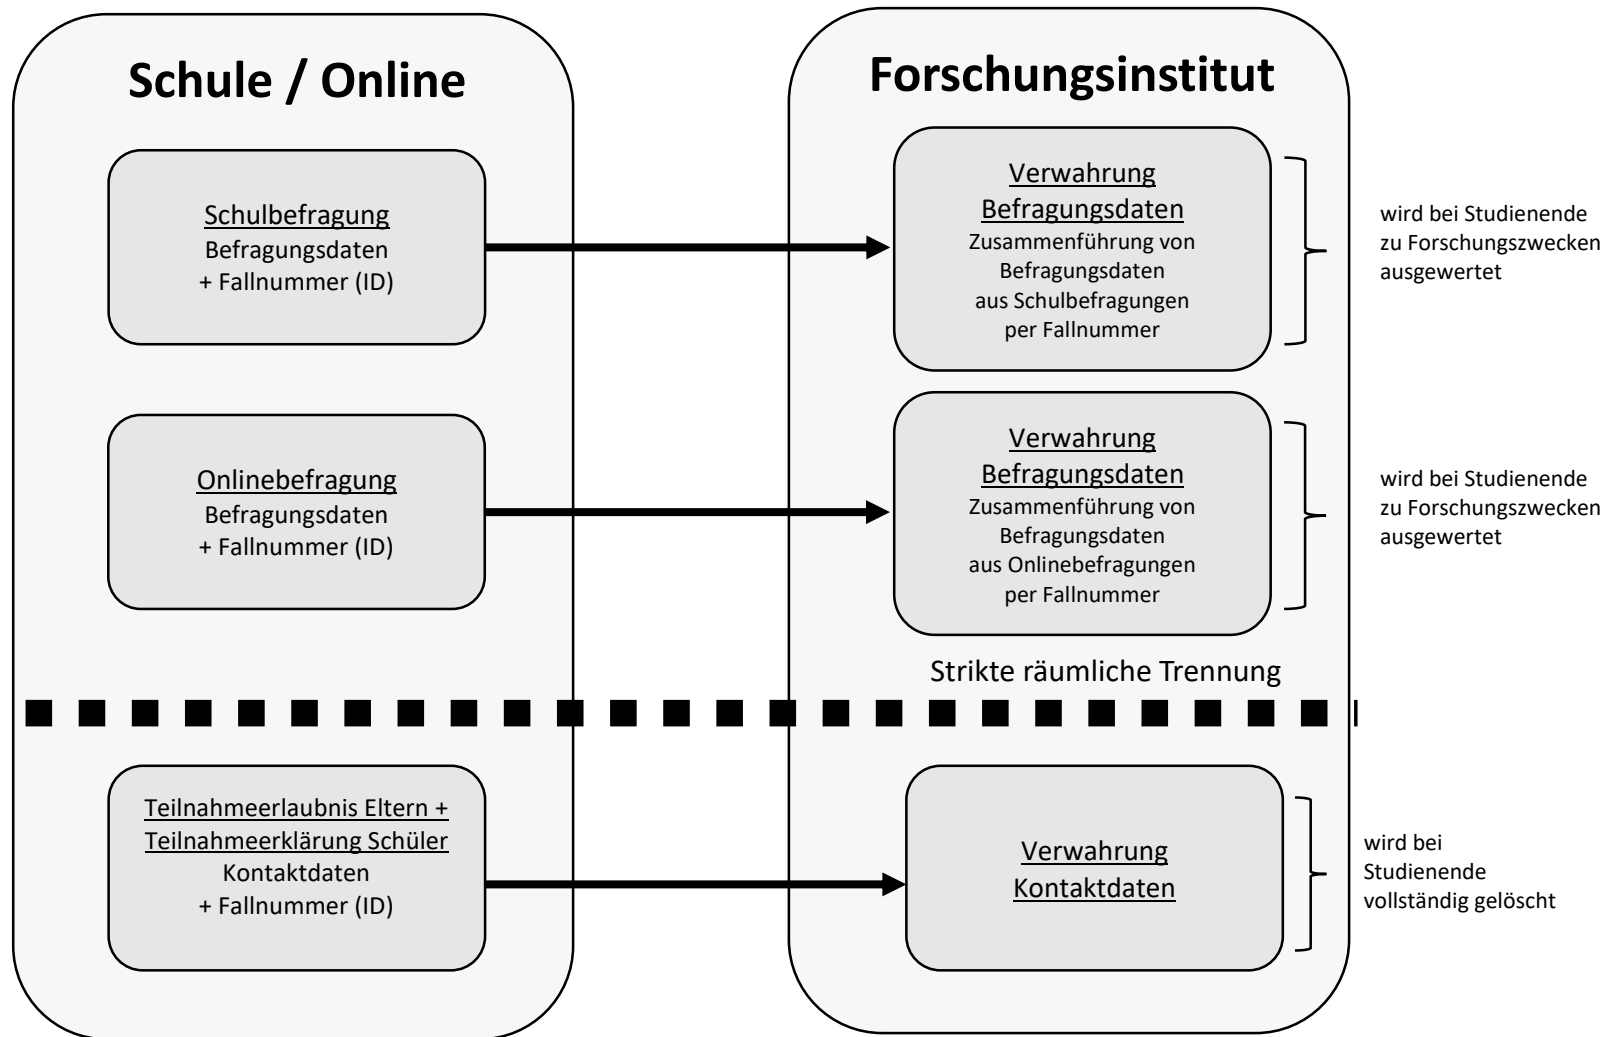 Schule / Online
Forschungsinstitut
Schulbefragung
Befragungsdaten
+ Fallnummer (ID)
Verwahrung
Befragungsdaten
Zusammenführung von
Befragungsdaten
aus Schulbefragungen
per Fallnummer
wird bei Studienende
zu Forschungszwecken
ausgewertet
Onlinebefragung
Befragungsdaten
+ Fallnummer (ID)
Verwahrung
Befragungsdaten
Zusammenführung von
Befragungsdaten
aus Onlinebefragungen
per Fallnummer
wird bei Studienende
zu Forschungszwecken
ausgewertet
Strikte räumliche Trennung
Teilnahmeerlaubnis Eltern +
Teilnahmeerklärung Schüler
Kontaktdaten
+ Fallnummer (ID)
Verwahrung
Kontaktdaten
wird bei
Studienende
vollständig gelöscht